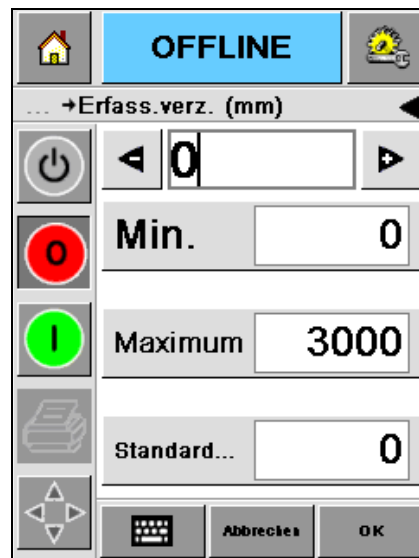 OFFLINE
... →Erfass.verz. (mm)
0
Min. 0
Maximum 3000
Standard... 0
Abbrechen OK